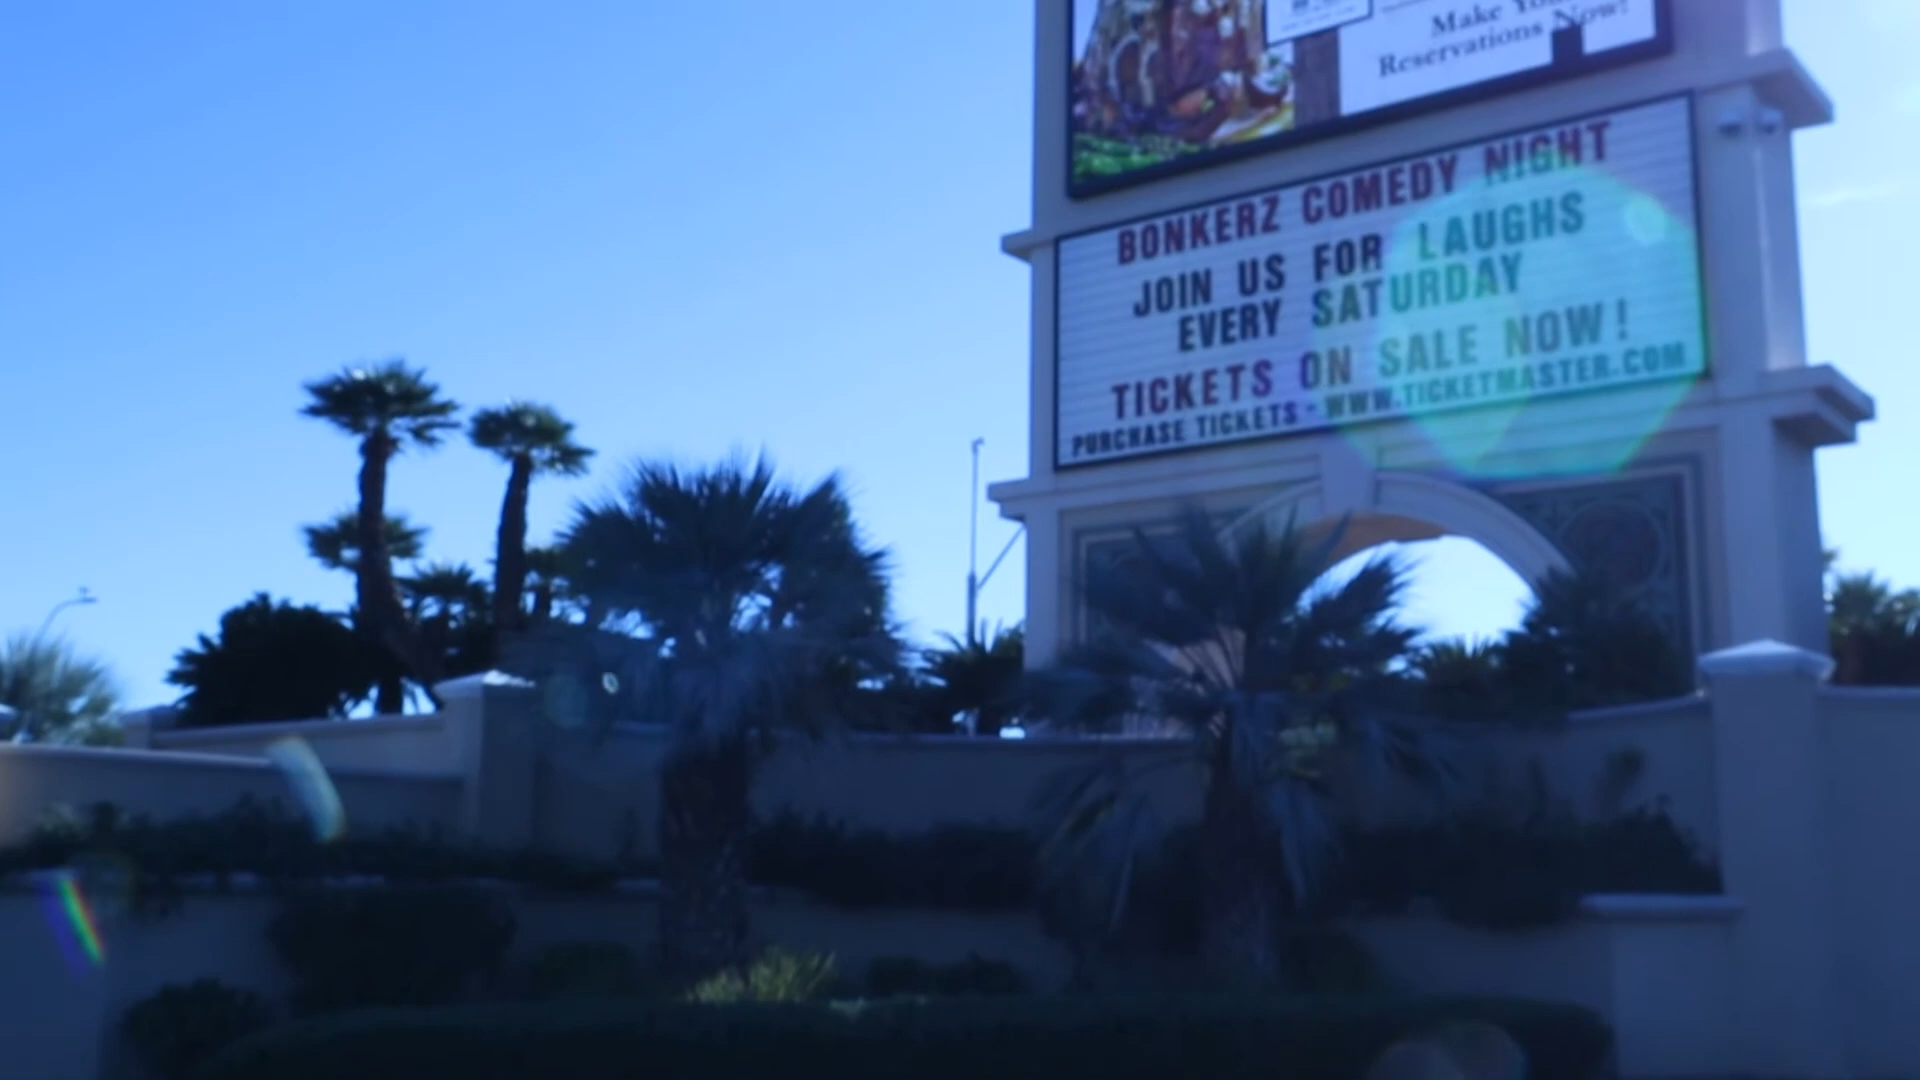 Make
Reservations Now!
BONKERZ COMEDY NIGHT
JOIN US FOR LAUGHS
EVERY SATURDAY
TICKETS ON SALE NOW!
PURCHASE TICKETS - WWW.TICKETMASTER.COM